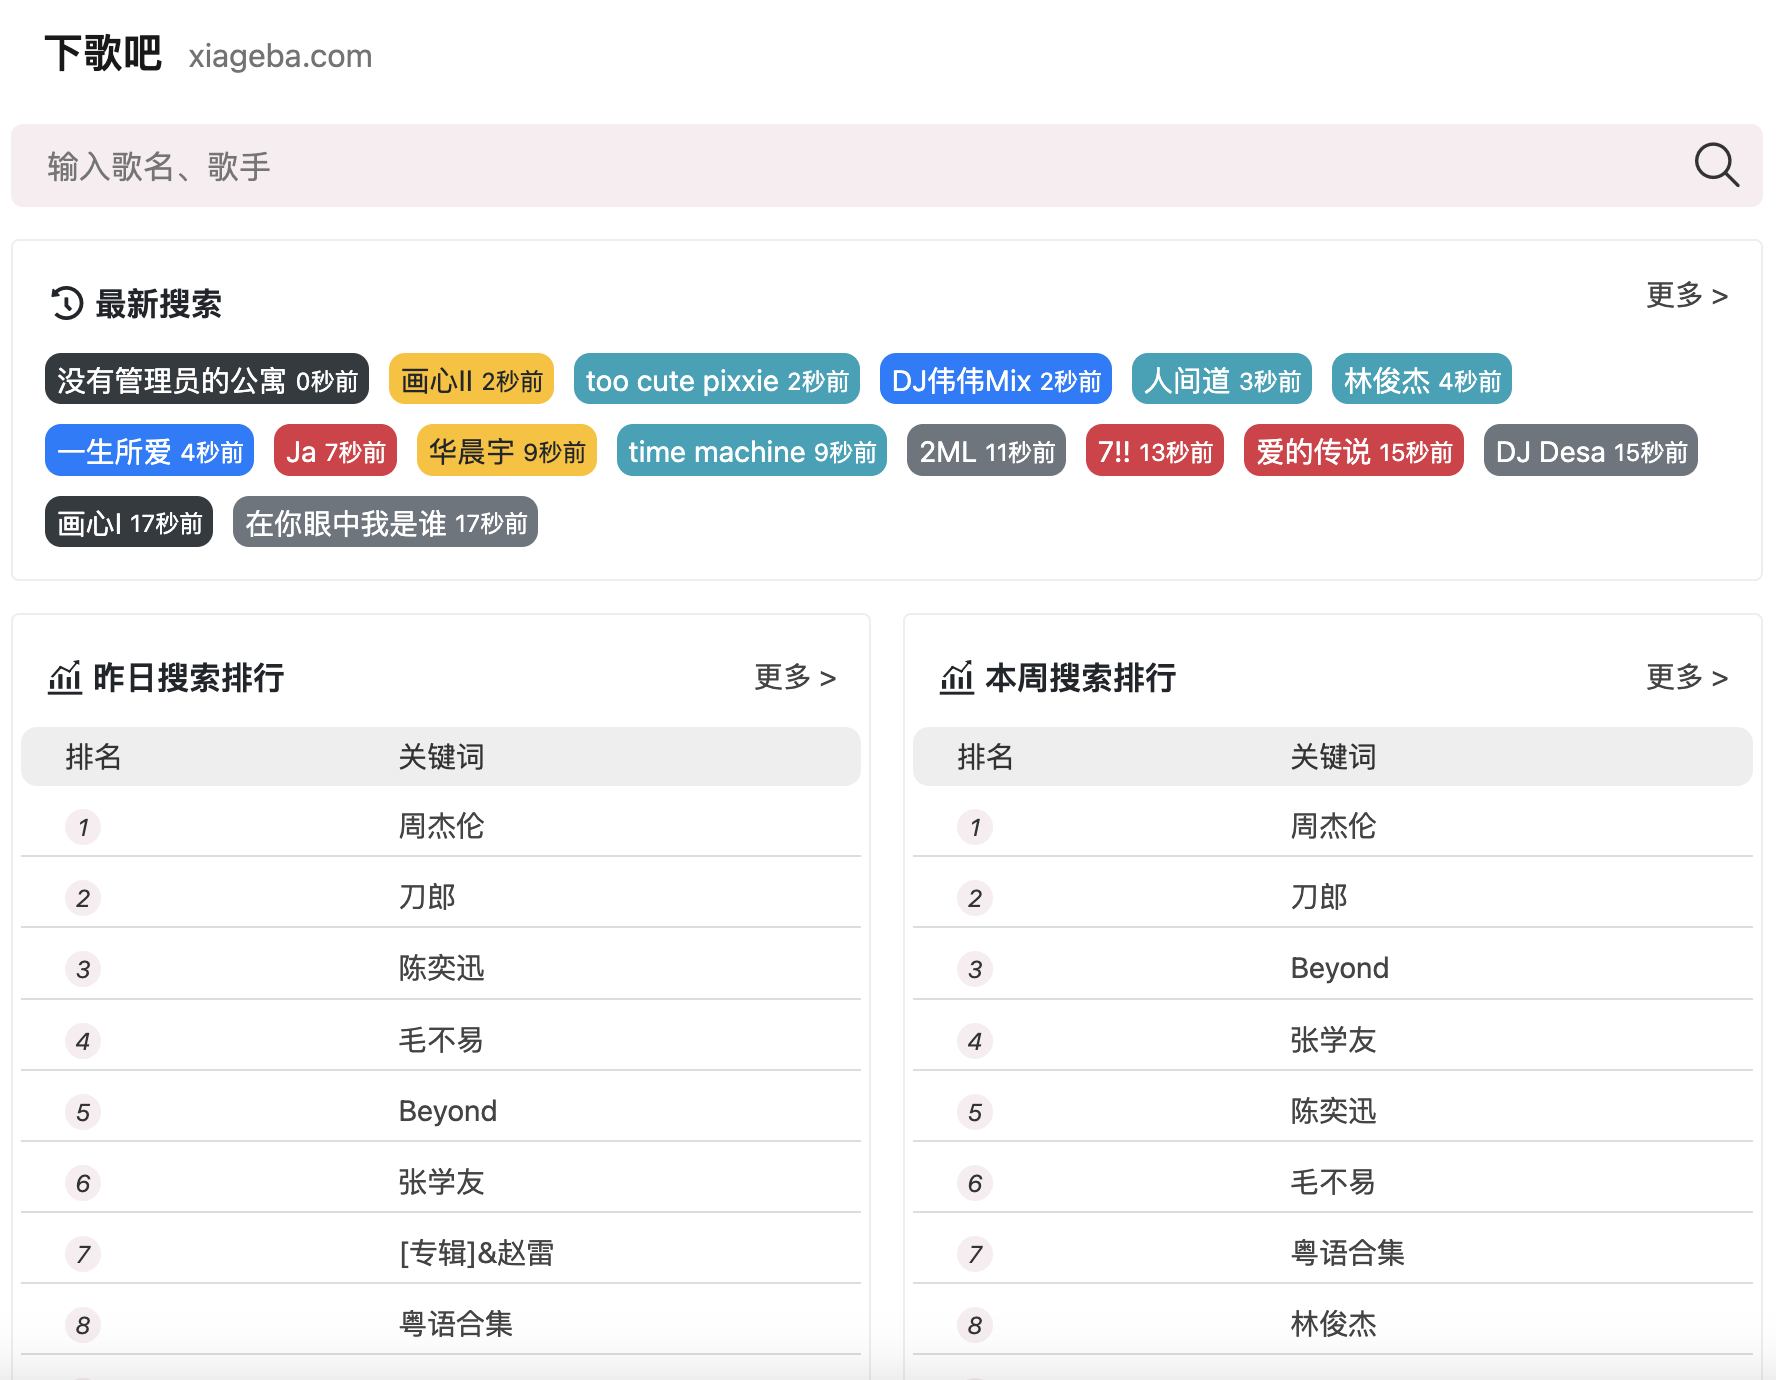 下歌吧 xiageba.com
输入歌名、歌手
最新搜索 更多 >
没有管理员的公寓 0秒前 画心II 2秒前 too cute pixxie 2秒前 DJ伟伟Mix 2秒前 人间道 3秒前 林俊杰 4秒前
一生所爱 4秒前 Ja 7秒前 华晨宇 9秒前 time machine 9秒前 2ML 11秒前 7!! 13秒前 爱的传说 15秒前 DJ Desa 15秒前
画心I 17秒前 在你眼中我是谁 17秒前
昨日搜索排行 更多 >
排名 关键词
1 周杰伦
2 刀郎
3 陈奕迅
4 毛不易
5 Beyond
6 张学友
7 [专辑]&赵雷
8 粤语合集
本周搜索排行 更多 >
排名 关键词
1 周杰伦
2 刀郎
3 Beyond
4 张学友
5 陈奕迅
6 毛不易
7 粤语合集
8 林俊杰